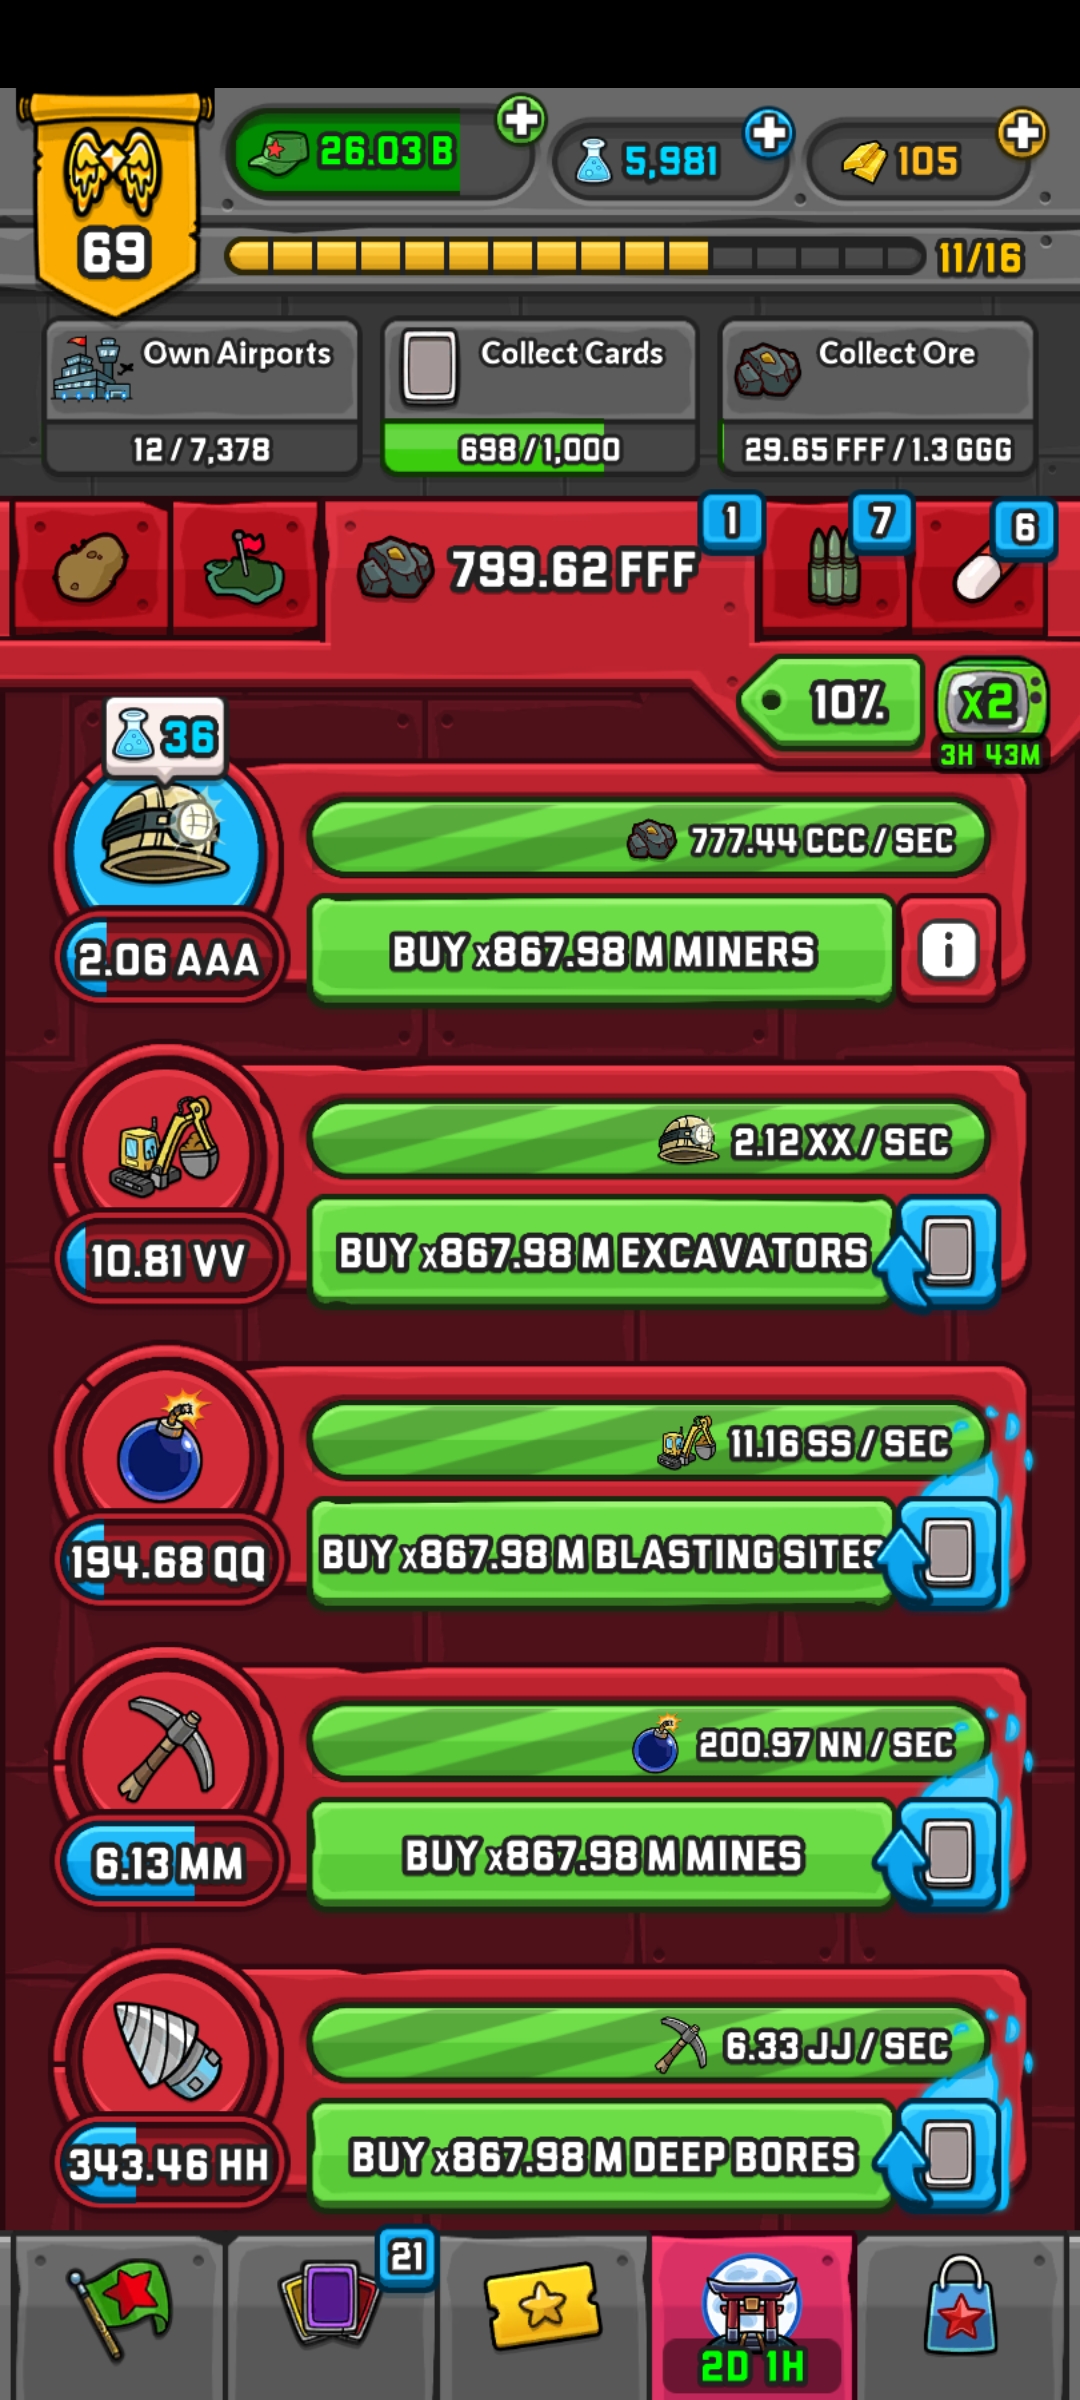 69
26.03 B
5,981
105
11/16
Own Airports
12 / 7,378
Collect Cards
698 / 1,000
Collect Ore
29.65 FFF / 1.3 GGG
799.62 FFF
1
7
6
10%
x2
3H 43M
36
777.44 CCC / SEC
2.06 AAA
BUY x867.98 M MINERS
i
2.12 XX / SEC
10.81 VV
BUY x867.98 M EXCAVATORS
11.16 SS / SEC
194.68 QQ
BUY x867.98 M BLASTING SITES
200.97 NN / SEC
6.13 MM
BUY x867.98 M MINES
6.33 JJ / SEC
343.46 HH
BUY x867.98 M DEEP BORES
21
2D 1H